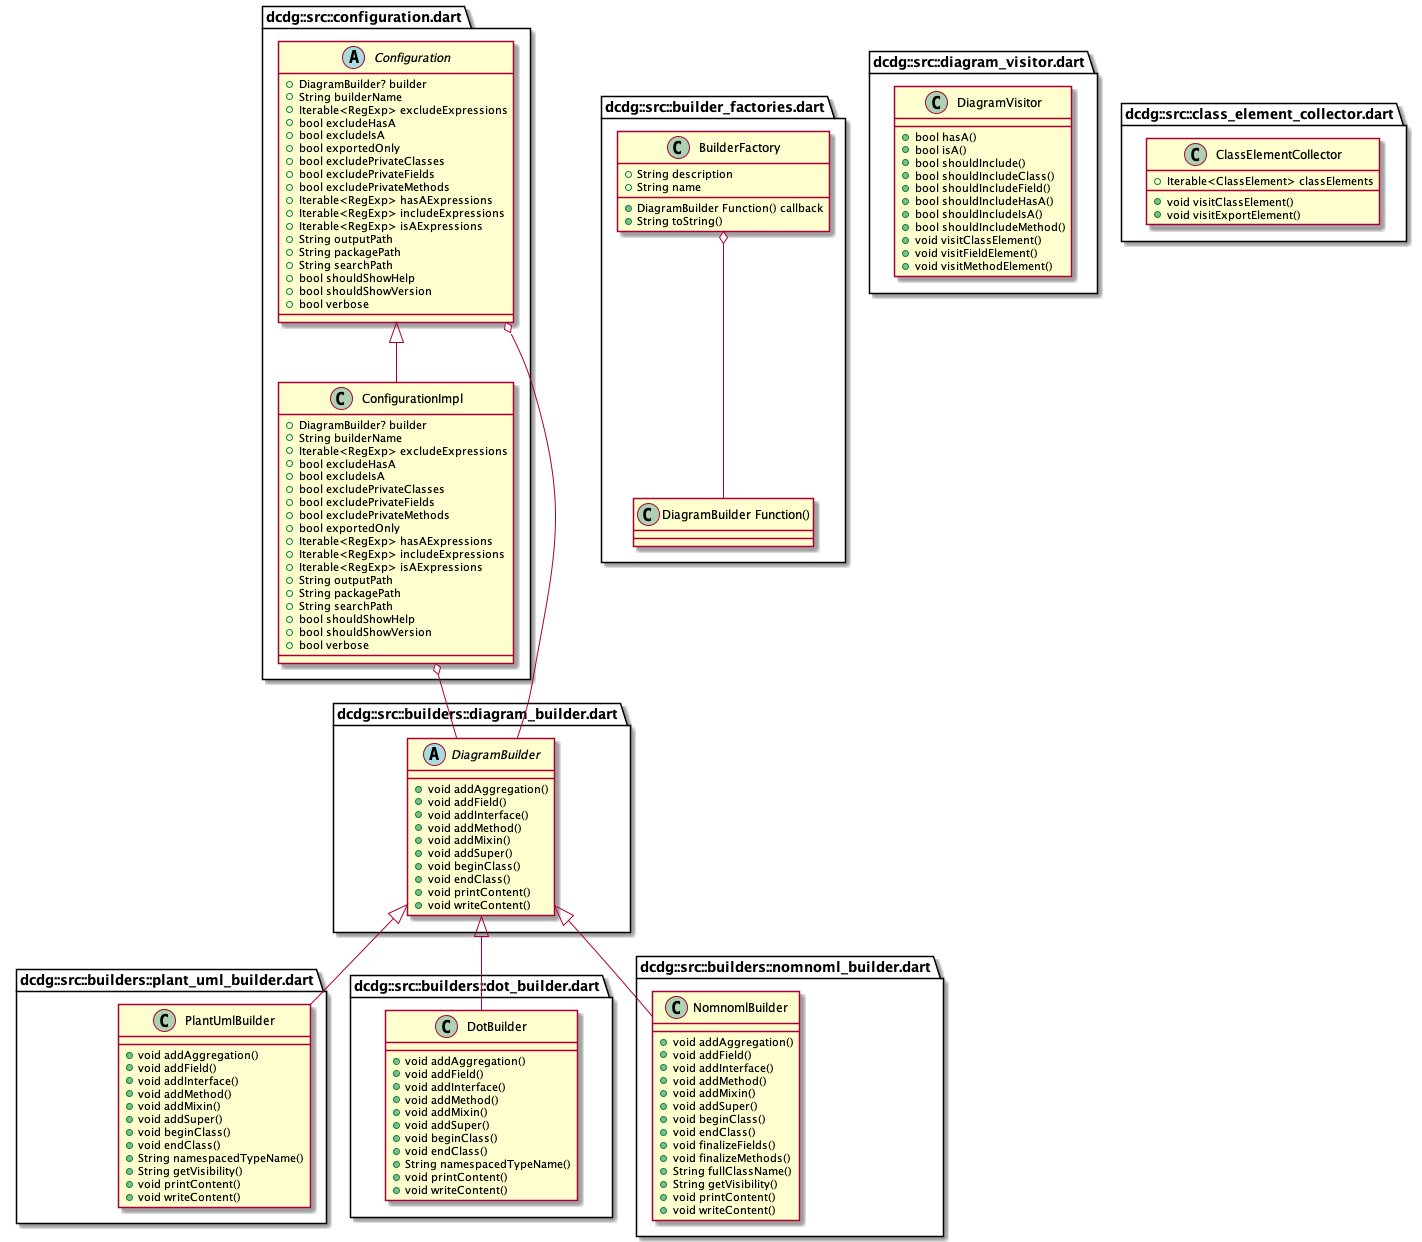 dcdg::src::configuration.dart
A Configuration
DiagramBuilder? builder
String builderName
Iterable<RegExp> excludeExpressions
bool excludeHasA
bool excludeIsA
bool exportedOnly
bool excludePrivateClasses
bool excludePrivateFields
bool excludePrivateMethods
Iterable<RegExp> hasAExpressions
Iterable<RegExp> includeExpressions
Iterable<RegExp> isAExpressions
String outputPath
String packagePath
String searchPath
bool shouldShowHelp
bool shouldShowVersion
bool verbose
C ConfigurationImpl
DiagramBuilder? builder
String builderName
Iterable<RegExp> excludeExpressions
bool excludeHasA
bool excludeIsA
bool excludePrivateClasses
bool excludePrivateFields
bool excludePrivateMethods
bool exportedOnly
Iterable<RegExp> hasAExpressions
Iterable<RegExp> includeExpressions
Iterable<RegExp> isAExpressions
String outputPath
String packagePath
String searchPath
bool shouldShowHelp
bool shouldShowVersion
bool verbose
dcdg::src::builder_factories.dart
C BuilderFactory
String description
String name
DiagramBuilder Function() callback
String toString()
C DiagramBuilder Function()
dcdg::src::diagram_visitor.dart
C DiagramVisitor
bool hasA()
bool isA()
bool shouldInclude()
bool shouldIncludeClass()
bool shouldIncludeField()
bool shouldIncludeHasA()
bool shouldIncludeIsA()
bool shouldIncludeMethod()
void visitClassElement()
void visitFieldElement()
void visitMethodElement()
dcdg::src::class_element_collector.dart
C ClassElementCollector
Iterable<ClassElement> classElements
void visitClassElement()
void visitExportElement()
dcdg::src::builders::diagram_builder.dart
A DiagramBuilder
void addAggregation()
void addField()
void addInterface()
void addMethod()
void addMixin()
void addSuper()
void beginClass()
void endClass()
void printContent()
void writeContent()
dcdg::src::builders::plant_uml_builder.dart
C PlantUmlBuilder
void addAggregation()
void addField()
void addInterface()
void addMethod()
void addMixin()
void addSuper()
void beginClass()
void endClass()
String namespacedTypeName()
String getVisibility()
void printContent()
void writeContent()
dcdg::src::builders::dot_builder.dart
C DotBuilder
void addAggregation()
void addField()
void addInterface()
void addMethod()
void addMixin()
void addSuper()
void beginClass()
void endClass()
String namespacedTypeName()
void printContent()
void writeContent()
dcdg::src::builders::nomnoml_builder.dart
C NomnomlBuilder
void addAggregation()
void addField()
void addInterface()
void addMethod()
void addMixin()
void addSuper()
void beginClass()
void endClass()
void finalizeFields()
void finalizeMethods()
String fullClassName()
String getVisibility()
void printContent()
void writeContent()